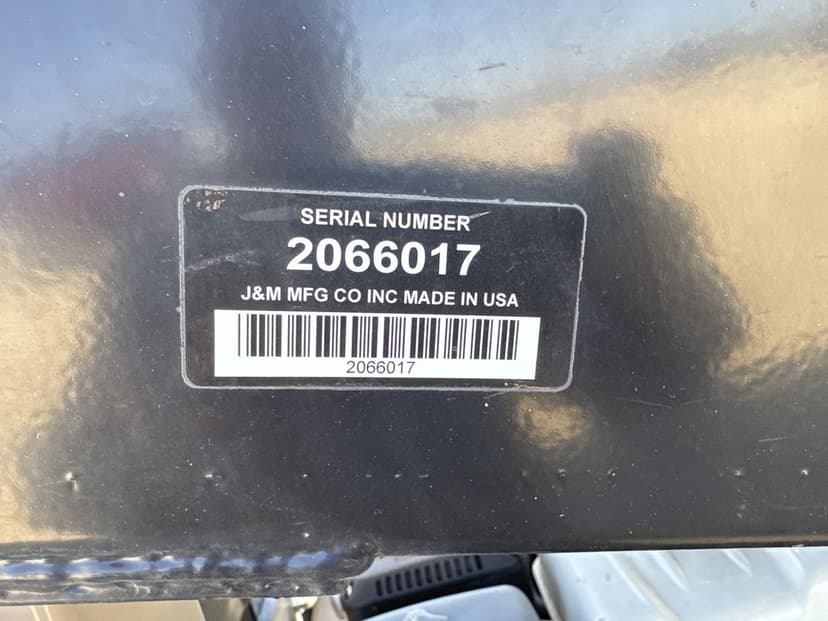 SERIAL NUMBER
2066017
J&M MFG CO INC MADE IN USA
2066017